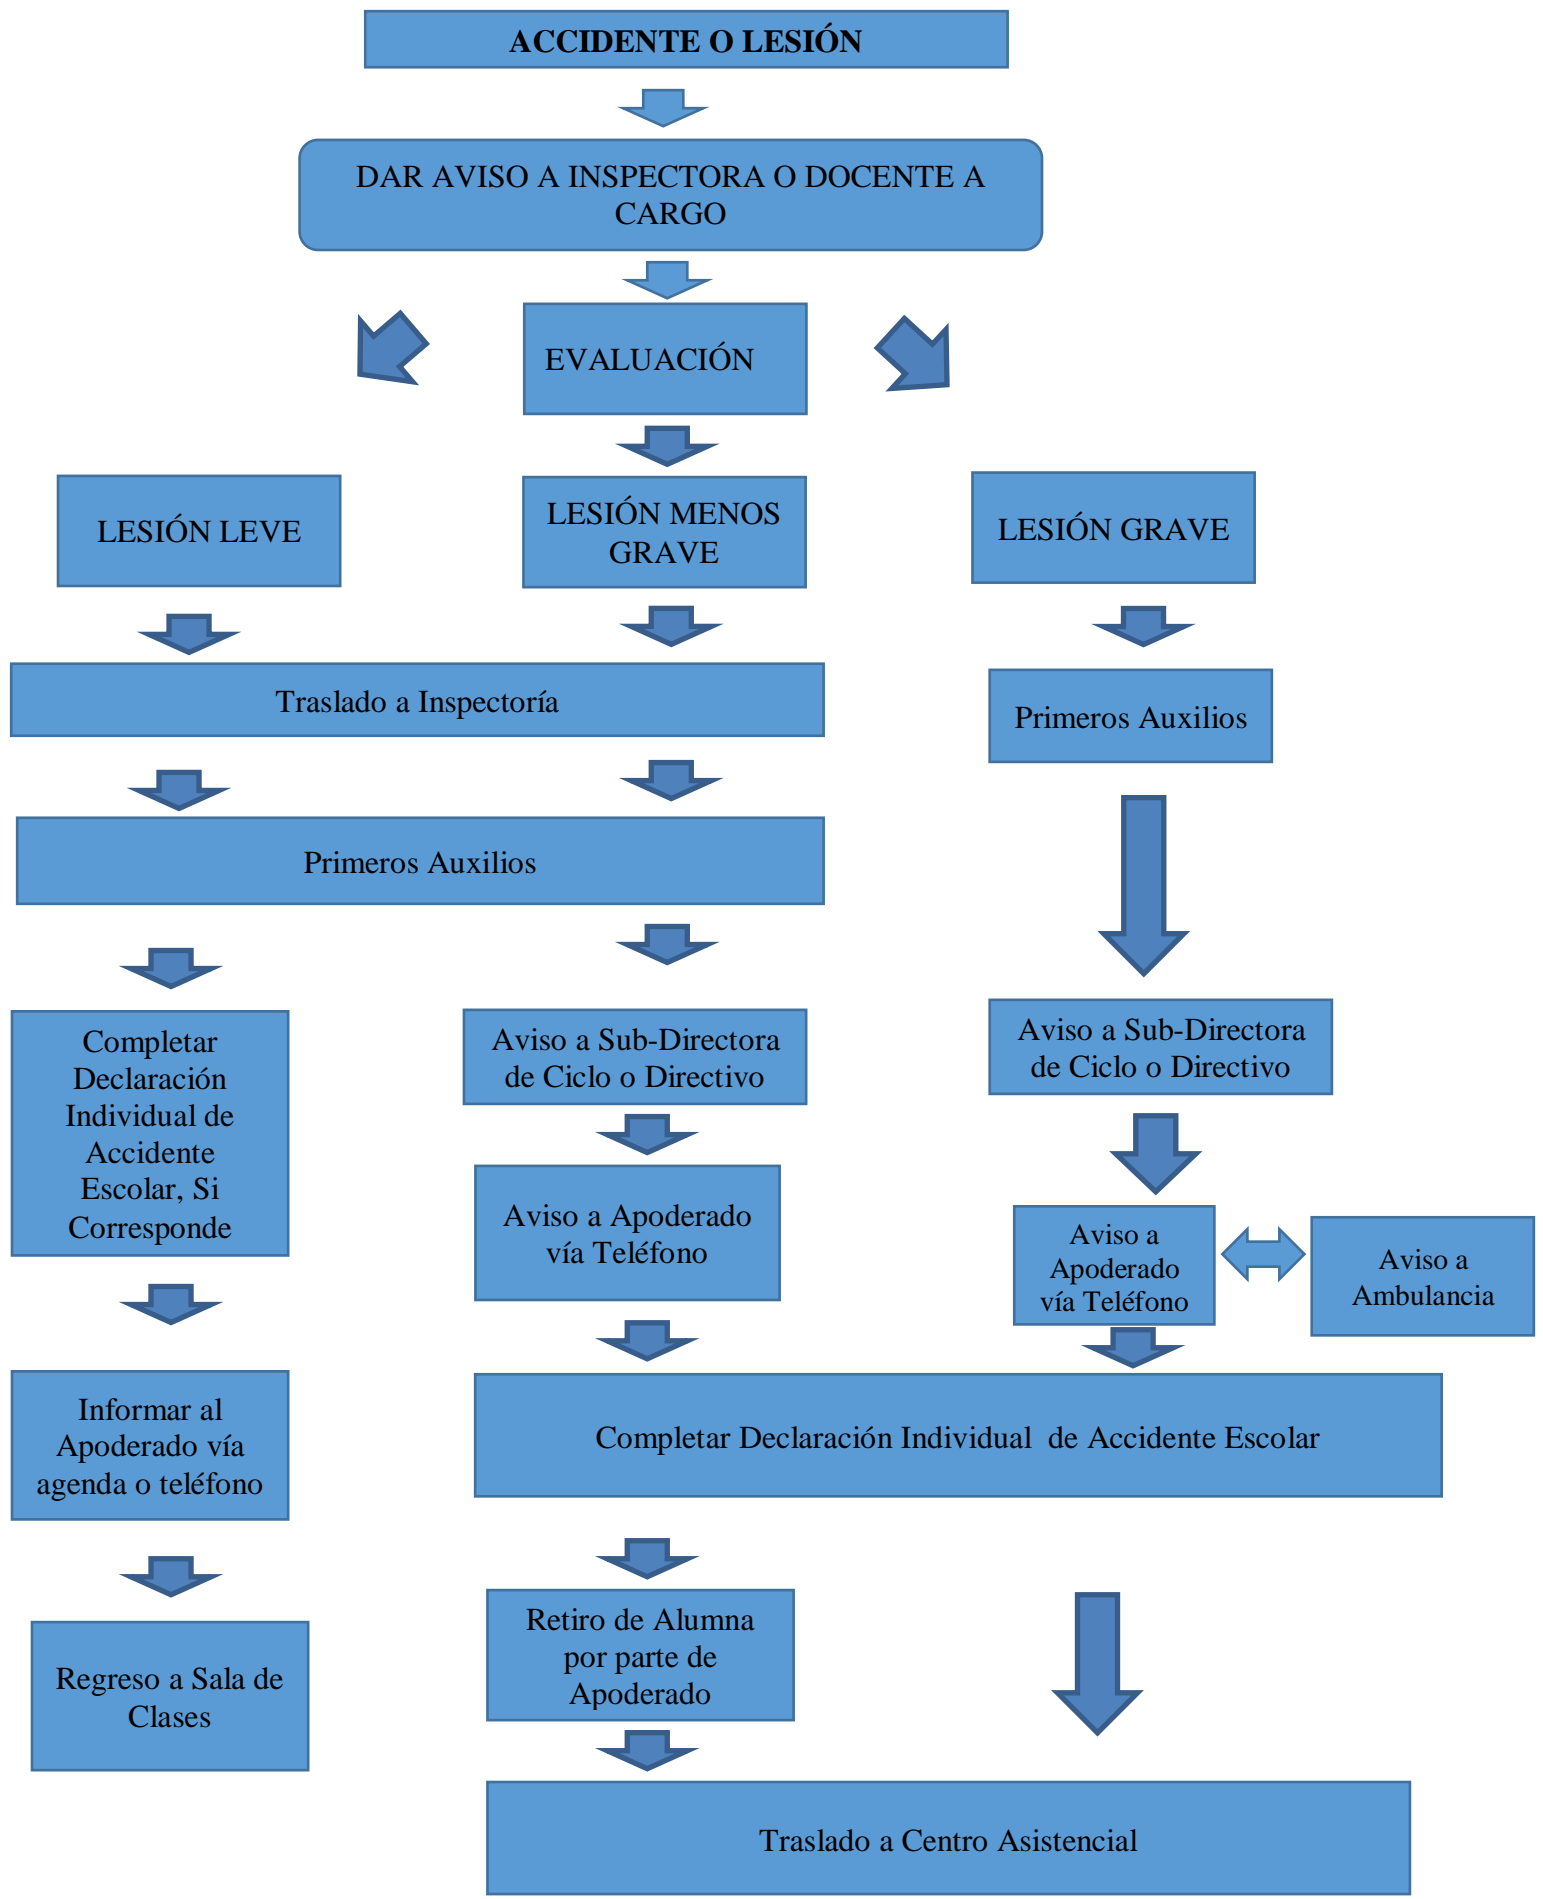 ACCIDENTE O LESIÓN
DAR AVISO A INSPECTORA O DOCENTE A
CARGO
EVALUACIÓN
LESIÓN LEVE
LESIÓN MENOS
GRAVE
LESIÓN GRAVE
Traslado a Inspectoría
Primeros Auxilios
Primeros Auxilios
Completar
Declaración
Individual de
Accidente
Escolar, Si
Corresponde
Aviso a Sub-Directora
de Ciclo o Directivo
Aviso a Sub-Directora
de Ciclo o Directivo
Aviso a Apoderado
vía Teléfono
Aviso a
Apoderado
vía Teléfono
Aviso a
Ambulancia
Informar al
Apoderado vía
agenda o teléfono
Completar Declaración Individual  de Accidente Escolar
Regreso a Sala de
Clases
Retiro de Alumna
por parte de
Apoderado
Traslado a Centro Asistencial